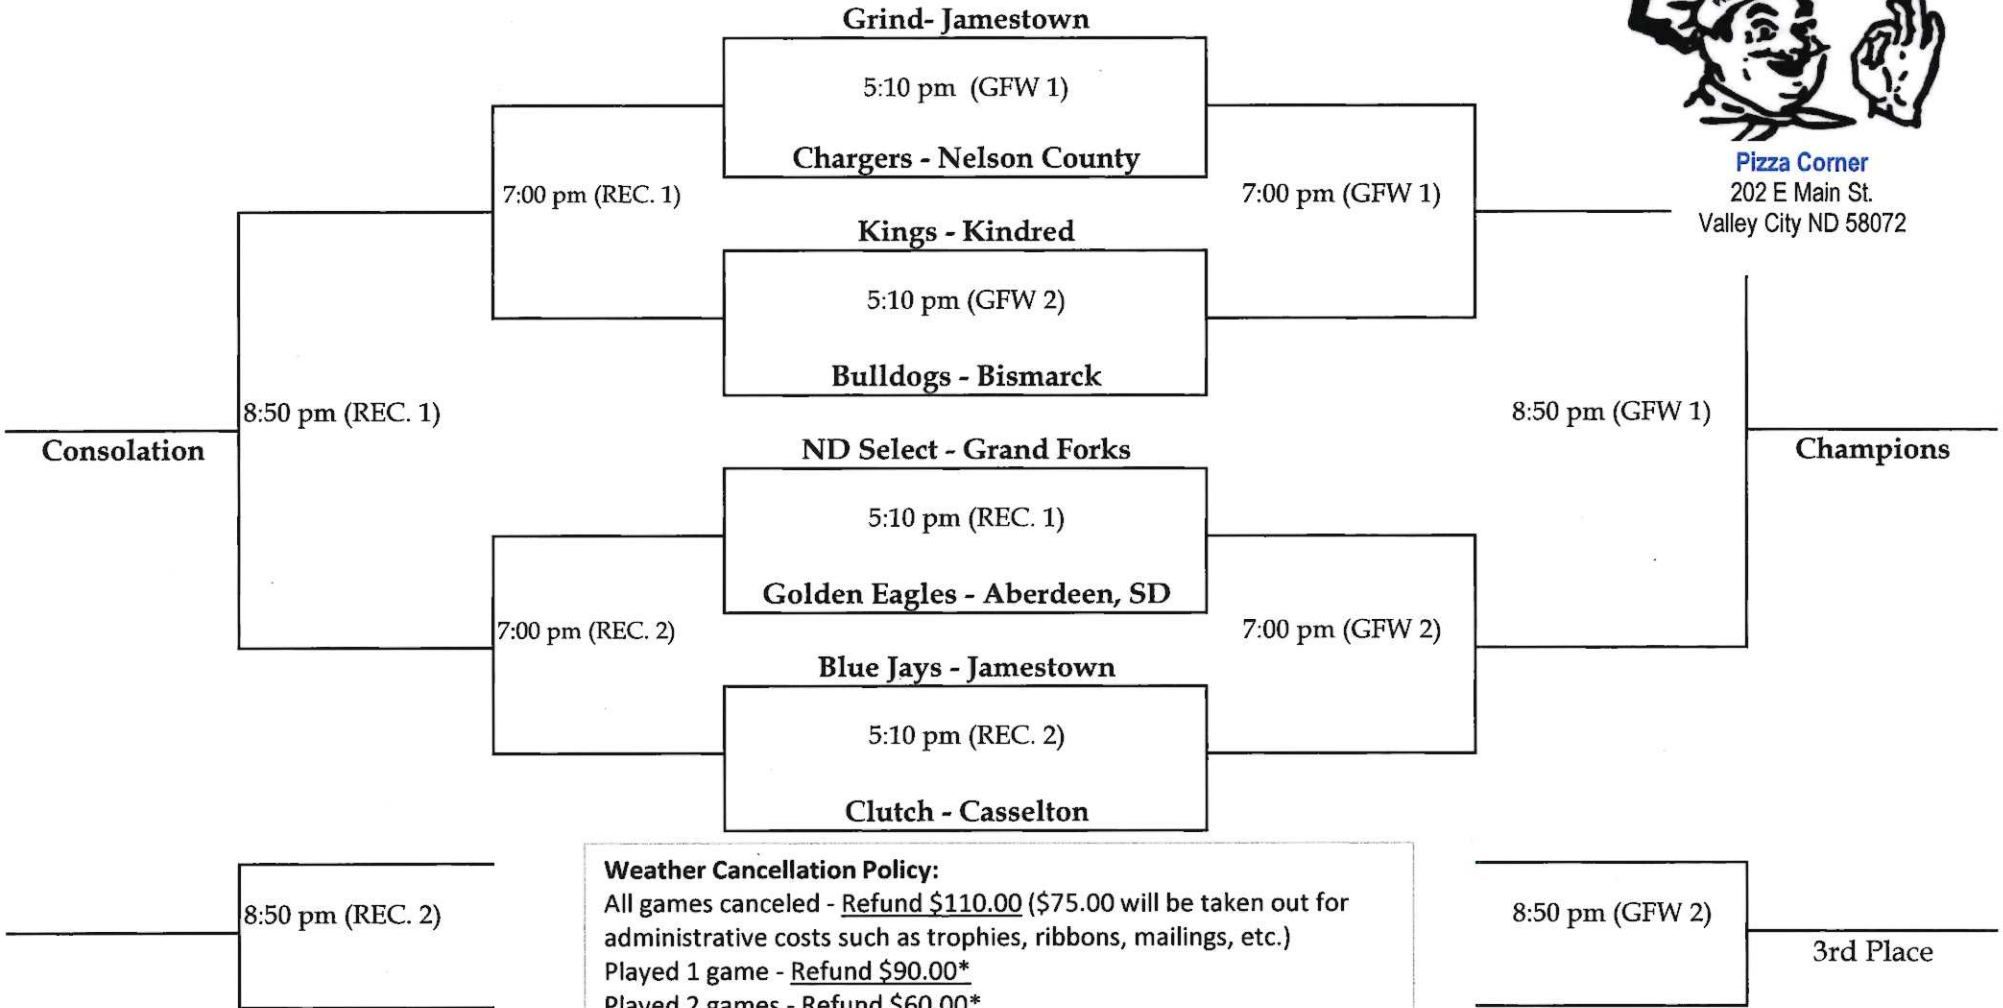 Grind- Jamestown
5:10 pm (GFW 1)
Chargers - Nelson County
Pizza Corner
202 E Main St.
Valley City ND 58072
7:00 pm (REC. 1)
7:00 pm (GFW 1)
Kings - Kindred
5:10 pm (GFW 2)
Bulldogs - Bismarck
8:50 pm (REC. 1)
8:50 pm (GFW 1)
Consolation
Champions
ND Select - Grand Forks
5:10 pm (REC. 1)
Golden Eagles - Aberdeen, SD
7:00 pm (REC. 2)
7:00 pm (GFW 2)
Blue Jays - Jamestown
5:10 pm (REC. 2)
Clutch - Casselton
Weather Cancellation Policy:
All games canceled - Refund $110.00 ($75.00 will be taken out for
administrative costs such as trophies, ribbons, mailings, etc.)
Played 1 game - Refund $90.00*
Played 2 games - Refund $60.00*
8:50 pm (REC. 2)
8:50 pm (GFW 2)
3rd Place